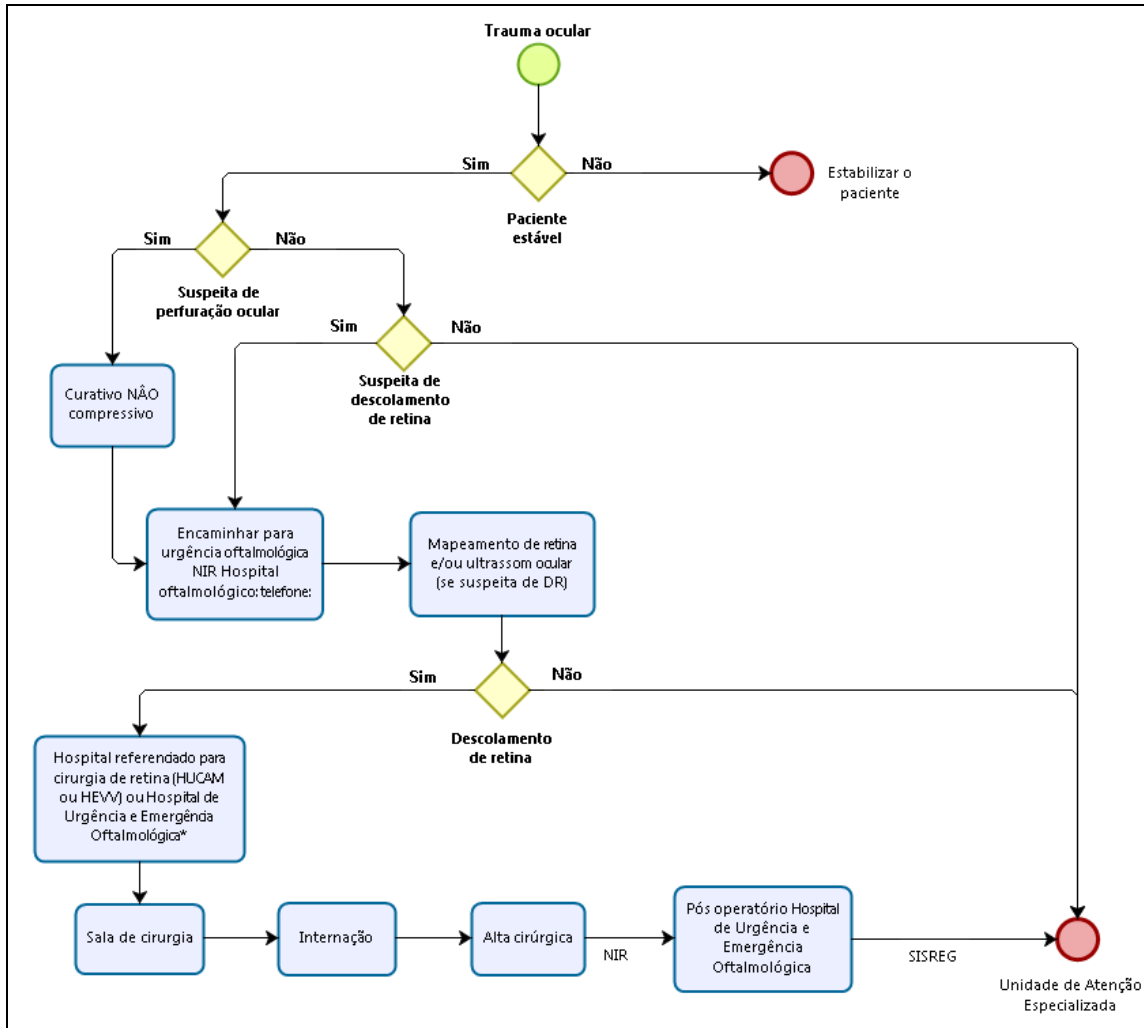 Trauma ocular
Sim
Não
Estabilizar o
paciente
Paciente
estável
Sim
Não
Suspeita de
perfuração ocular
Sim
Não
Suspeita de
descolamento
de retina
Curativo NÂO
compressivo
Encaminhar para
urgência oftalmológica
NIR Hospital
oftalmológico: telefone:
Mapeamento de retina
e/ou ultrassom ocular
(se suspeita de DR)
Sim
Não
Descolamento
de retina
Hospital referenciado para
cirurgia de retina (HUCAM
ou HEVV) ou Hospital de
Urgência e Emergência
Oftalmológica*
Sala de cirurgia
Internação
Alta cirúrgica
NIR
Pós operatório Hospital
de Urgência e
Emergência
Oftalmológica
SISREG
Unidade de Atenção
Especializada